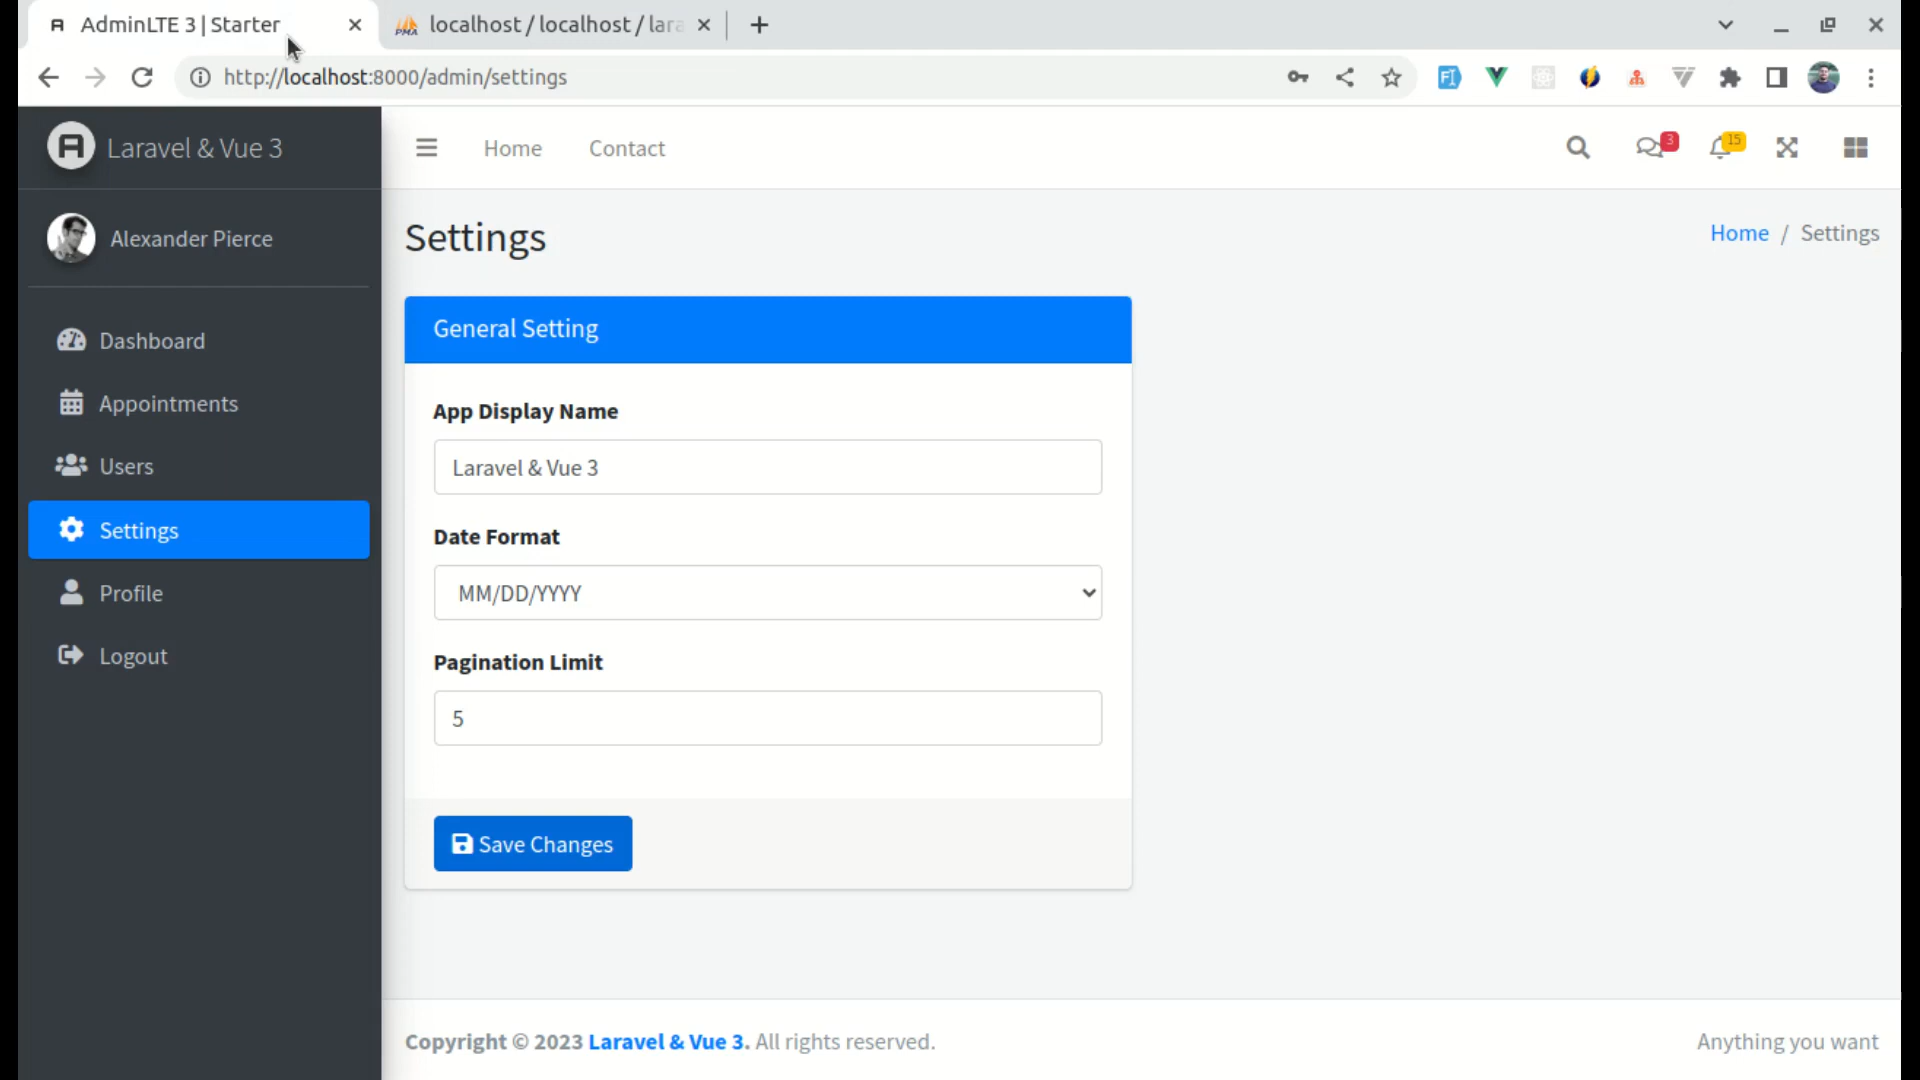 AdminLTE 3 | Starter
localhost / localhost / lara
http://localhost:8000/admin/settings
Laravel & Vue 3
Home
Contact
3
15
Alexander Pierce
Settings
Home / Settings
Dashboard
Appointments
Users
Settings
Profile
Logout
General Setting
App Display Name
Laravel & Vue 3
Date Format
MM/DD/YYYY
Pagination Limit
5
Save Changes
Copyright © 2023 Laravel & Vue 3. All rights reserved.
Anything you want